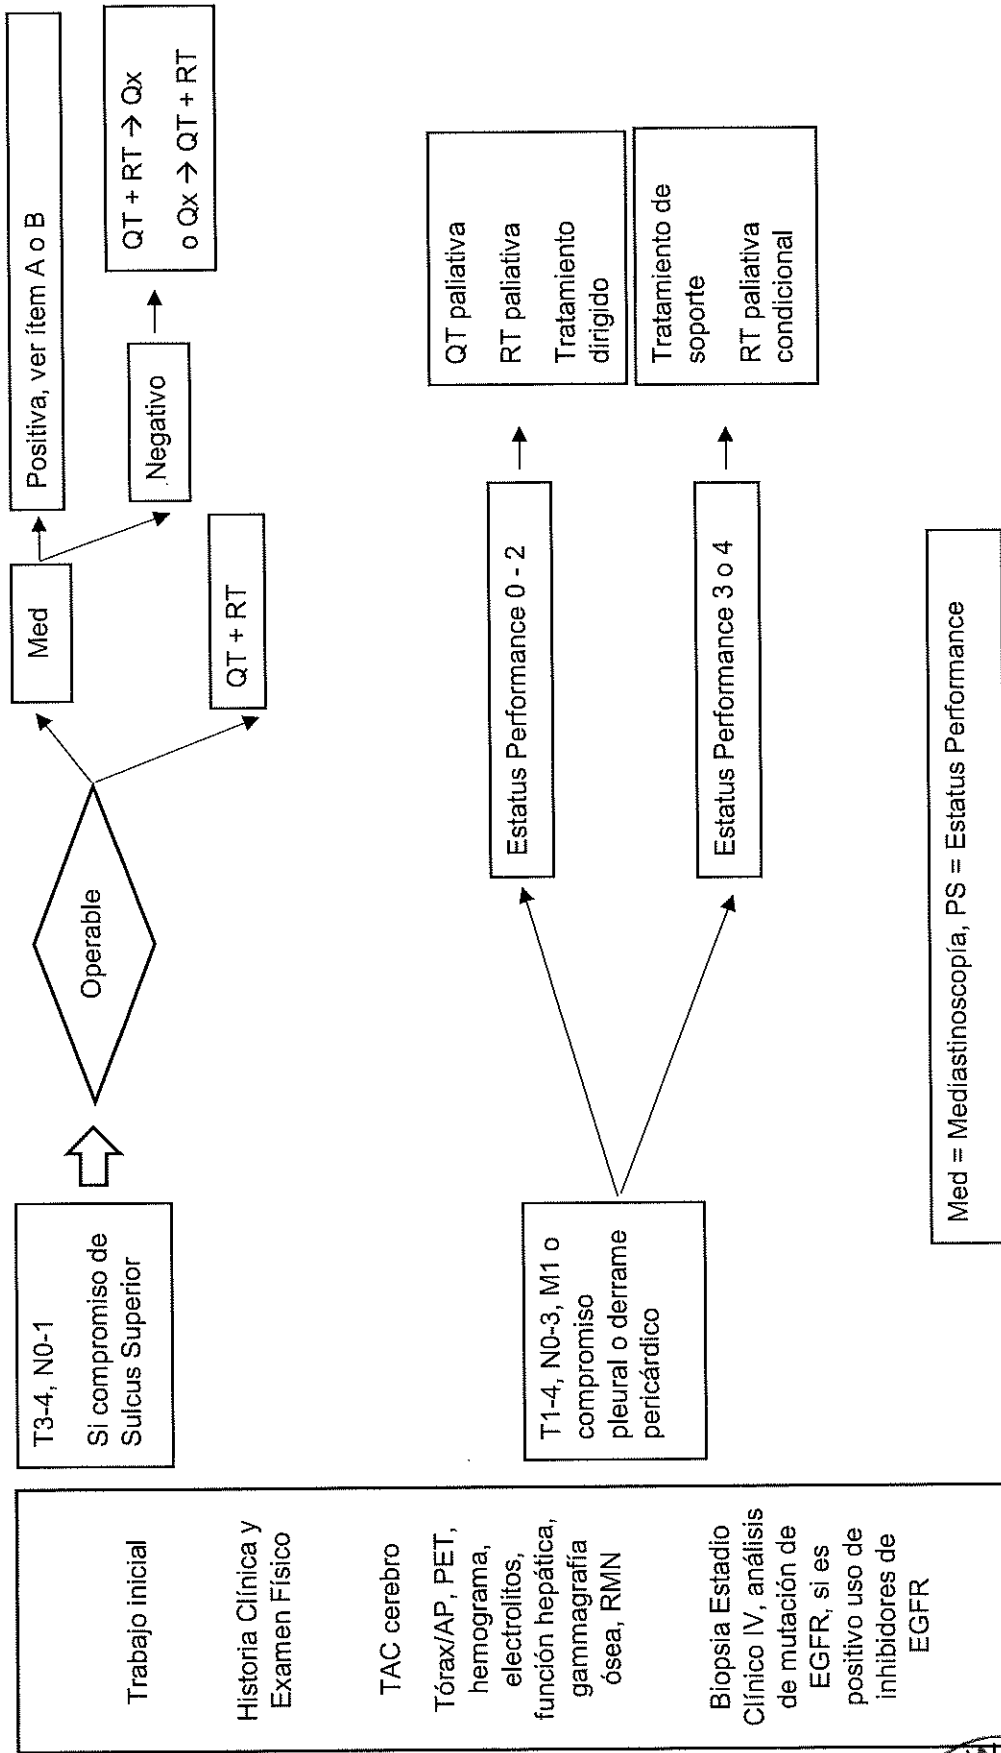 Trabajo inicial
Historia Clínica y
Examen Físico
TAC cerebro
Tórax/AP, PET,
hemograma,
electrolitos,
función hepática,
gammagrafía
ósea, RMN
Biopsia Estadio
Clínico IV, análisis
de mutación de
EGFR, si es
positivo uso de
inhibidores de
EGFR
T3-4, N0-1
Si compromiso de
Sulcus Superior
Operable
Med
Positiva, ver ítem A o B
Negativo
QT + RT → Qx
o Qx → QT + RT
QT + RT
T1-4, N0-3, M1 o
compromiso
pleural o derrame
pericárdico
Estatus Performance 0 - 2
QT paliativa
RT paliativa
Tratamiento
dirigido
Estatus Performance 3 o 4
Tratamiento de
soporte
RT paliativa
condicional
Med = Mediastinoscopía, PS = Estatus Performance